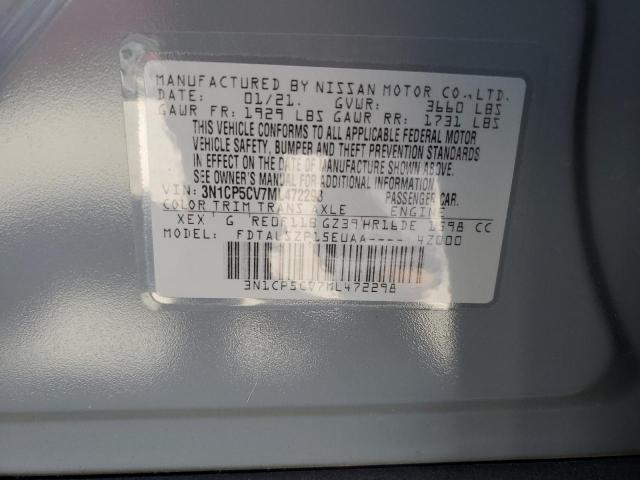 MANUFACTURED BY NISSAN MOTOR CO.,LTD.
DATE: 01/21. GVWR: 3660 LBS
GAWR FR: 1929 LBS GAWR RR: 1731 LBS
THIS VEHICLE CONFORMS TO ALL APPLICABLE FEDERAL MOTOR
VEHICLE SAFETY, BUMPER AND THEFT PREVENTION STANDARDS
IN EFFECT ON THE DATE OF MANUFACTURE SHOWN ABOVE.
SEE OWNER'S MANUAL FOR ADDITIONAL INFORMATION.
VIN: 3N1CP5CV7ML472298 PASSENGER CAR.
COLOR TRIM TRANS AXLE ENGINE
XEX G RE0F11B GZ39 HR16DE 1598 CC
MODEL: 4Z000
3N1CP5CV7ML472298